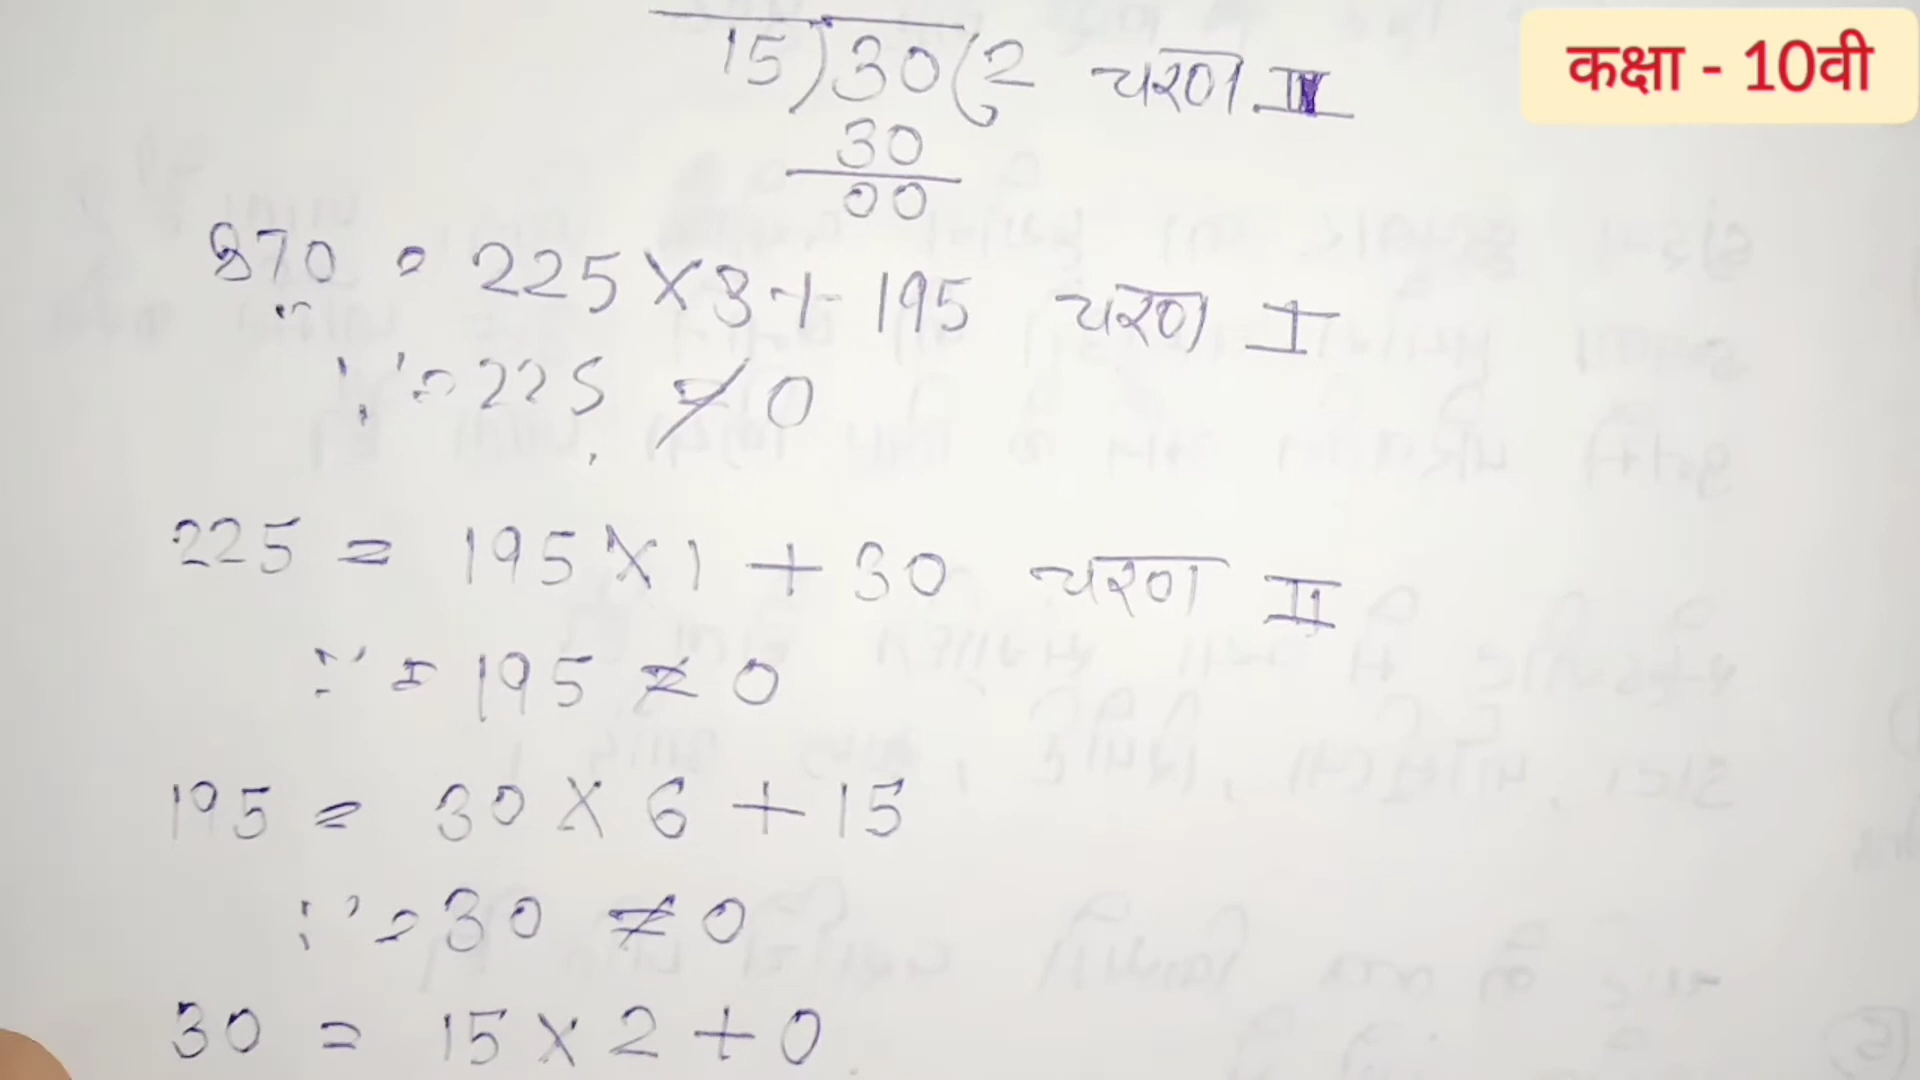 कक्षा - 10वी
15)30(2 चरण IV
30
00
870 = 225 × 3 + 195 चरण I
∵ = 225 ≠ 0
225 = 195 × 1 + 30 चरण II
∵ = 195 ≠ 0
195 = 30 × 6 + 15
∵ = 30 ≠ 0
30 = 15 × 2 + 0